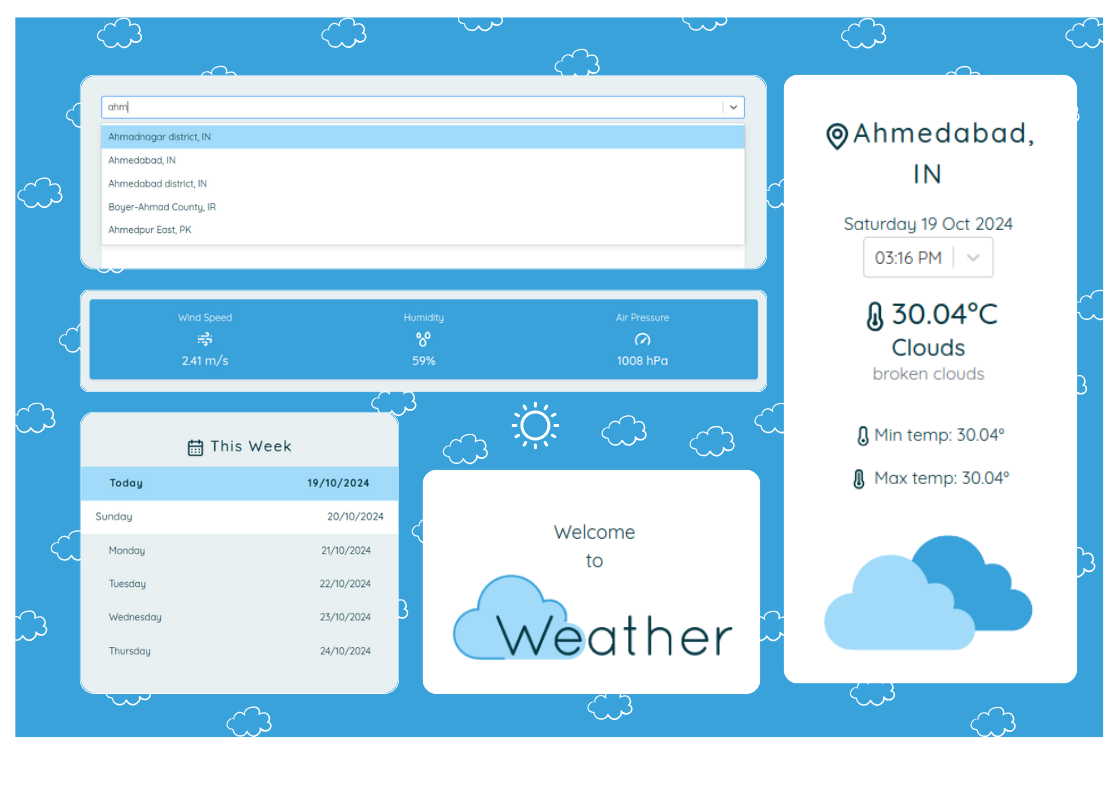 ahm
Ahmadnagar district, IN
Ahmedabad, IN
Ahmedabad district, IN
Boyer-Ahmad County, IR
Ahmedpur East, PK
Wind Speed
2.41 m/s
Humidity
59%
Air Pressure
1008 hPa
This Week
Today 19/10/2024
Sunday 20/10/2024
Monday 21/10/2024
Tuesday 22/10/2024
Wednesday 23/10/2024
Thursday 24/10/2024
Welcome
to
Weather
Ahmedabad,
IN
Saturday 19 Oct 2024
03:16 PM
30.04°C
Clouds
broken clouds
Min temp: 30.04°
Max temp: 30.04°